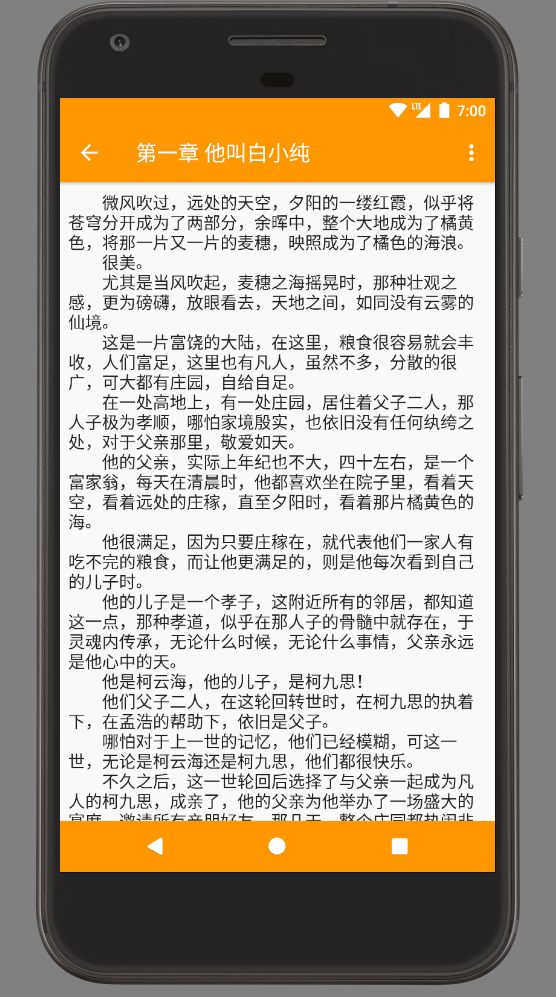 LTE 7:00
第一章 他叫白小纯
微风吹过，远处的天空，夕阳的一缕红霞，似乎将
苍穹分开成为了两部分，余晖中，整个大地成为了橘黄
色，将那一片又一片的麦穗，映照成为了橘色的海浪。
很美。
尤其是当风吹起，麦穗之海摇晃时，那种壮观之
感，更为磅礴，放眼看去，天地之间，如同没有云雾的
仙境。
这是一片富饶的大陆，在这里，粮食很容易就会丰
收，人们富足，这里也有凡人，虽然不多，分散的很
广，可大都有庄园，自给自足。
在一处高地上，有一处庄园，居住着父子二人，那
人子极为孝顺，哪怕家境殷实，也依旧没有任何纨绔之
处，对于父亲那里，敬爱如天。
他的父亲，实际上年纪也不大，四十左右，是一个
富家翁，每天在清晨时，他都喜欢坐在院子里，看着天
空，看着远处的庄稼，直至夕阳时，看着那片橘黄色的
海。
他很满足，因为只要庄稼在，就代表他们一家人有
吃不完的粮食，而让他更满足的，则是他每次看到自己
的儿子时。
他的儿子是一个孝子，这附近所有的邻居，都知道
这一点，那种孝道，似乎在那人子的骨髓中就存在，于
灵魂内传承，无论什么时候，无论什么事情，父亲永远
是他心中的天。
他是柯云海，他的儿子，是柯九思！
他们父子二人，在这轮回转世时，在柯九思的执着
下，在孟浩的帮助下，依旧是父子。
哪怕对于上一世的记忆，他们已经模糊，可这一
世，无论是柯云海还是柯九思，他们都很快乐。
不久之后，这一世轮回后选择了与父亲一起成为凡
人的柯九思，成亲了，他的父亲为他举办了一场盛大的